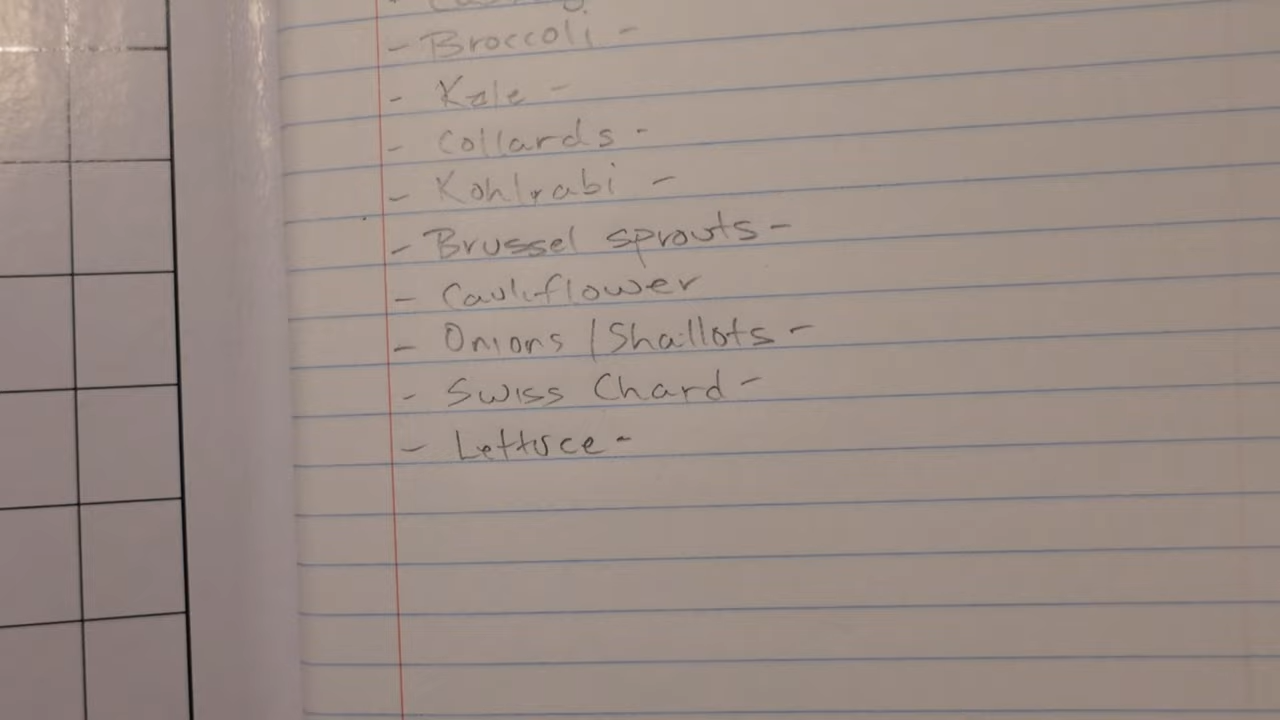 - Broccoli -
- Kale -
- Collards -
- Kohlrabi -
- Brussel sprouts -
- Cauliflower
- Onions / Shallots -
- Swiss Chard -
- Lettuce -